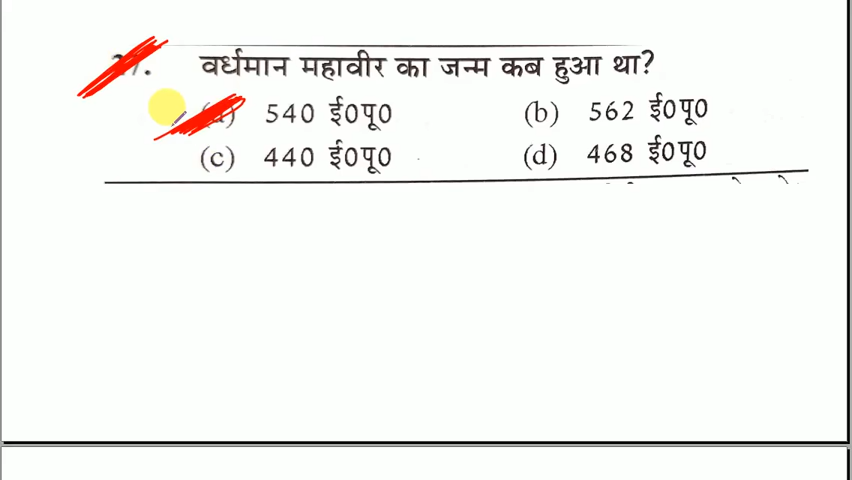 वर्धमान महावीर का जन्म कब हुआ था?
540 ई0पू0 (b) 562 ई0पू0
(c) 440 ई0पू0 (d) 468 ई0पू0